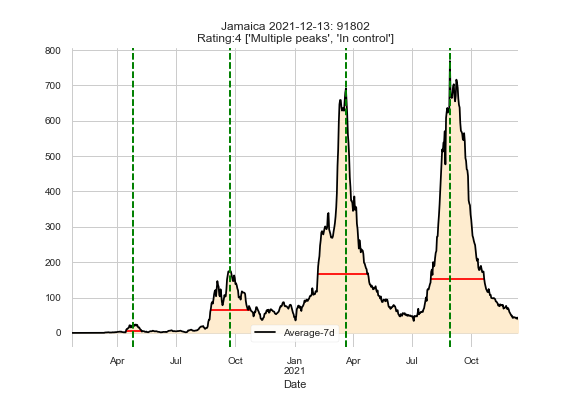 Jamaica 2021-12-13: 91802
Rating:4 ['Multiple peaks', 'In control']
800
700
600
500
400
300
200
100
0
Average-7d
Apr
Jul
Oct
Jan
2021
Apr
Jul
Oct
Date